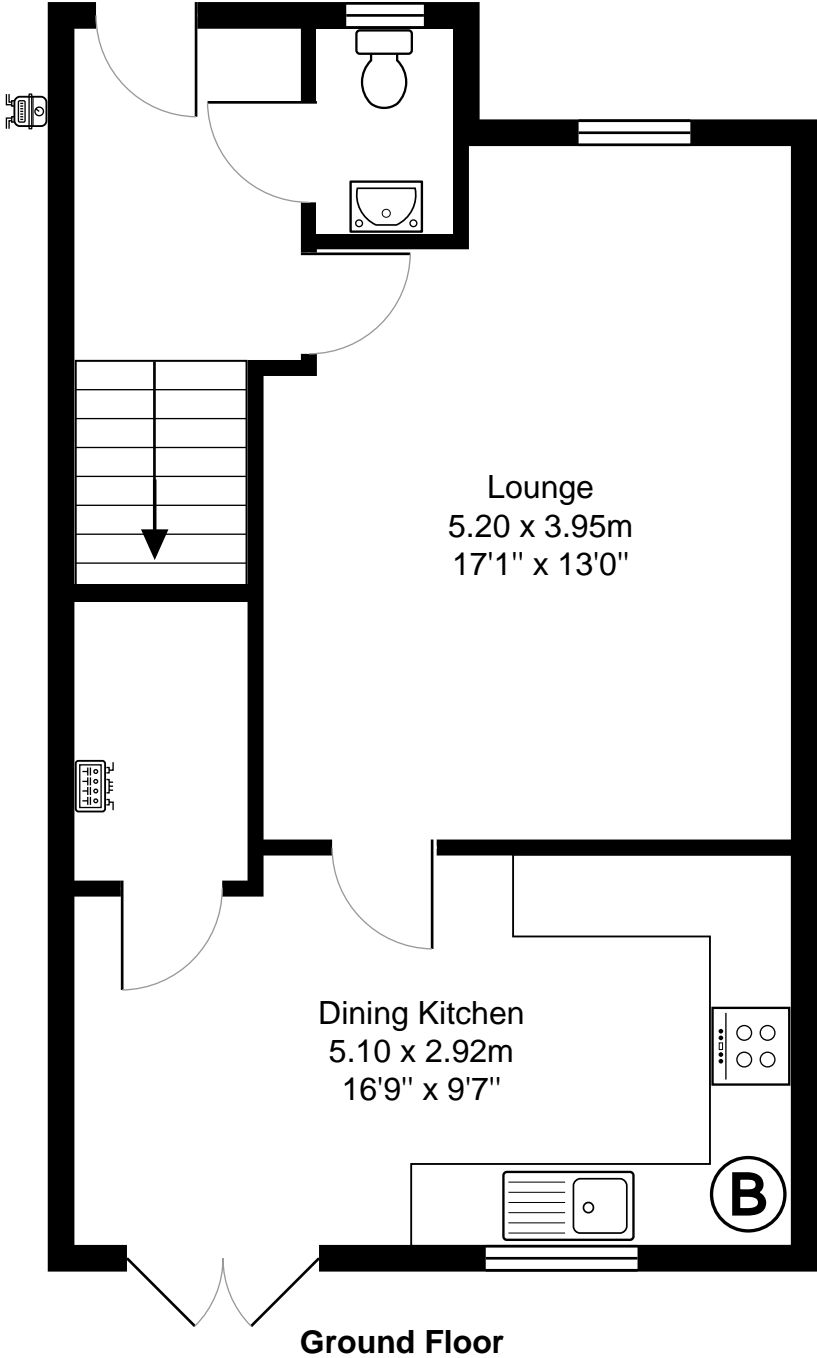 Lounge
5.20 x 3.95m
17'1" x 13'0"
Dining Kitchen
5.10 x 2.92m
16'9" x 9'7"
B
Ground Floor